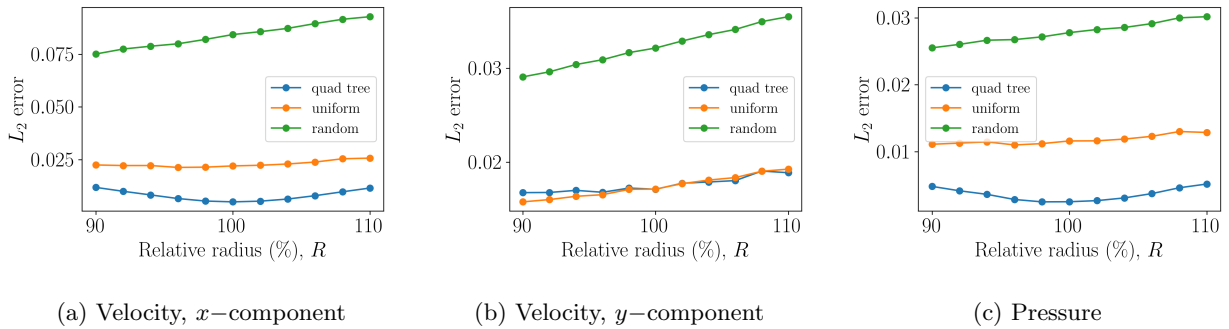 0.075
0.050
0.025
L₂ error
quad tree
uniform
random
90
100
110
Relative radius (%), R
(a) Velocity, x−component
0.03
0.02
L₂ error
quad tree
uniform
random
90
100
110
Relative radius (%), R
(b) Velocity, y−component
0.03
0.02
0.01
L₂ error
quad tree
uniform
random
90
100
110
Relative radius (%), R
(c) Pressure